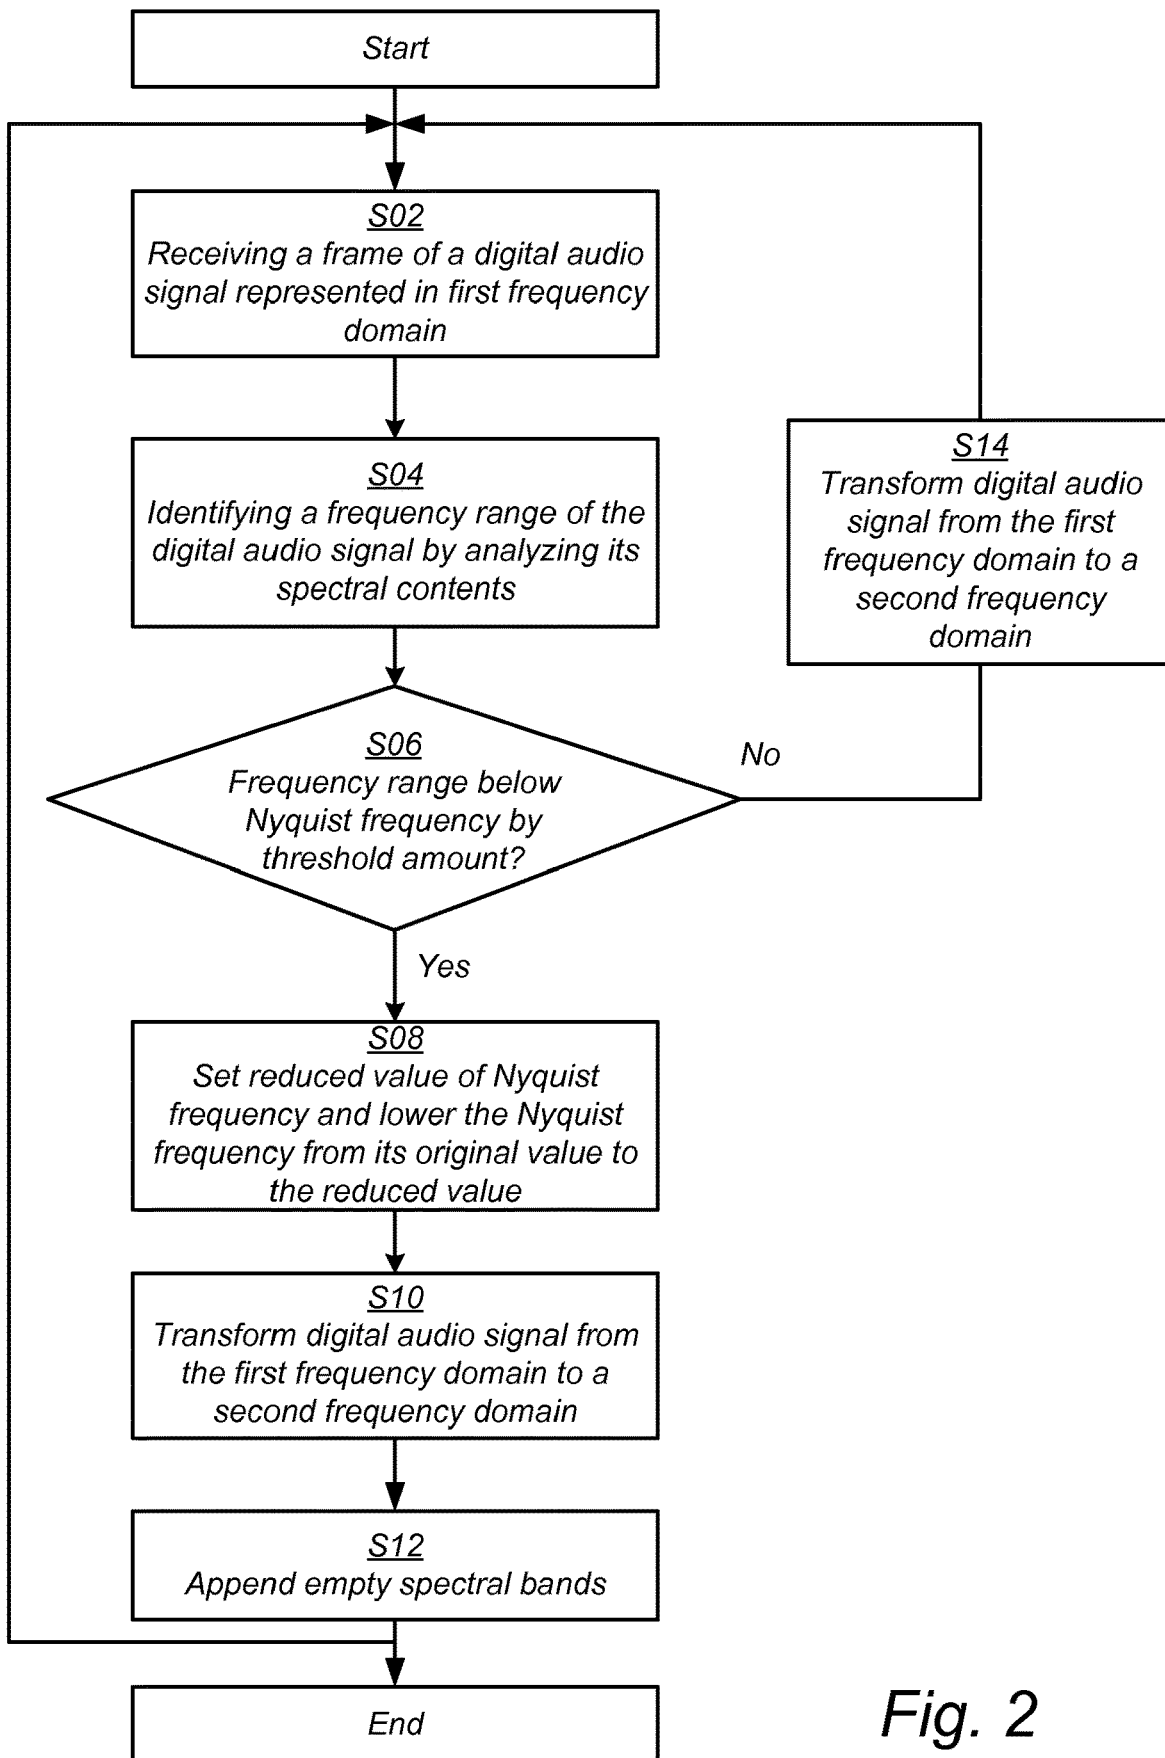 Start
S02
Receiving a frame of a digital audio
signal represented in first frequency
domain
S04
Identifying a frequency range of the
digital audio signal by analyzing its
spectral contents
S14
Transform digital audio
signal from the first
frequency domain to a
second frequency
domain
S06
Frequency range below
Nyquist frequency by
threshold amount?
No
Yes
S08
Set reduced value of Nyquist
frequency and lower the Nyquist
frequency from its original value to
the reduced value
S10
Transform digital audio signal from
the first frequency domain to a
second frequency domain
S12
Append empty spectral bands
End
Fig. 2